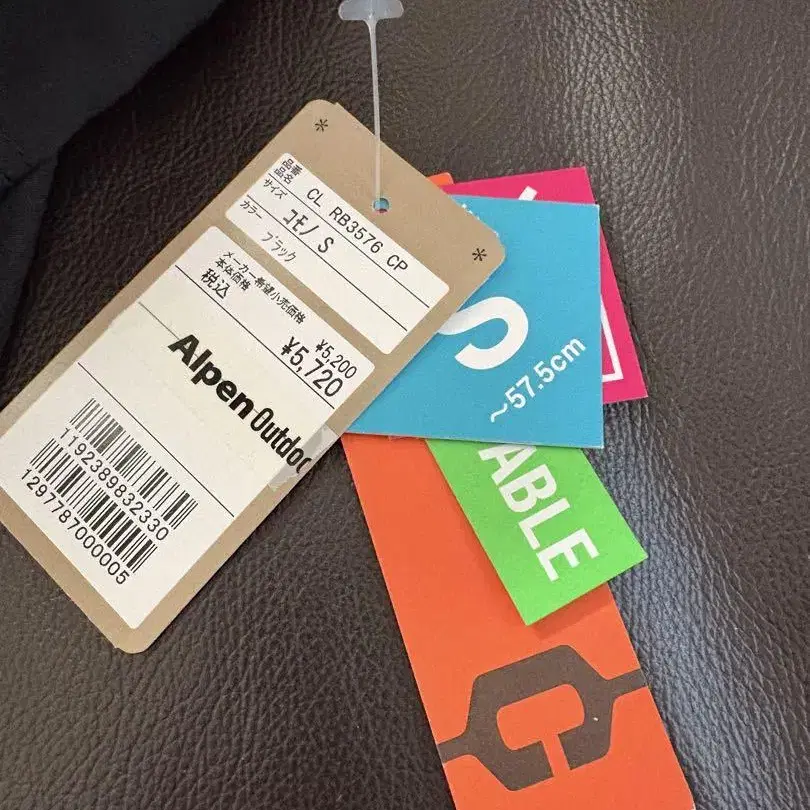 品番
品名
CL RB3576 CP
サイズ
コモノ S
カラー
ブラック
メーカー希望小売価格
本体価格
¥5,200
税込
¥5,720
Alpen Outdoo
1192389832330
1297787000005
S
～57.5cm
ABLE